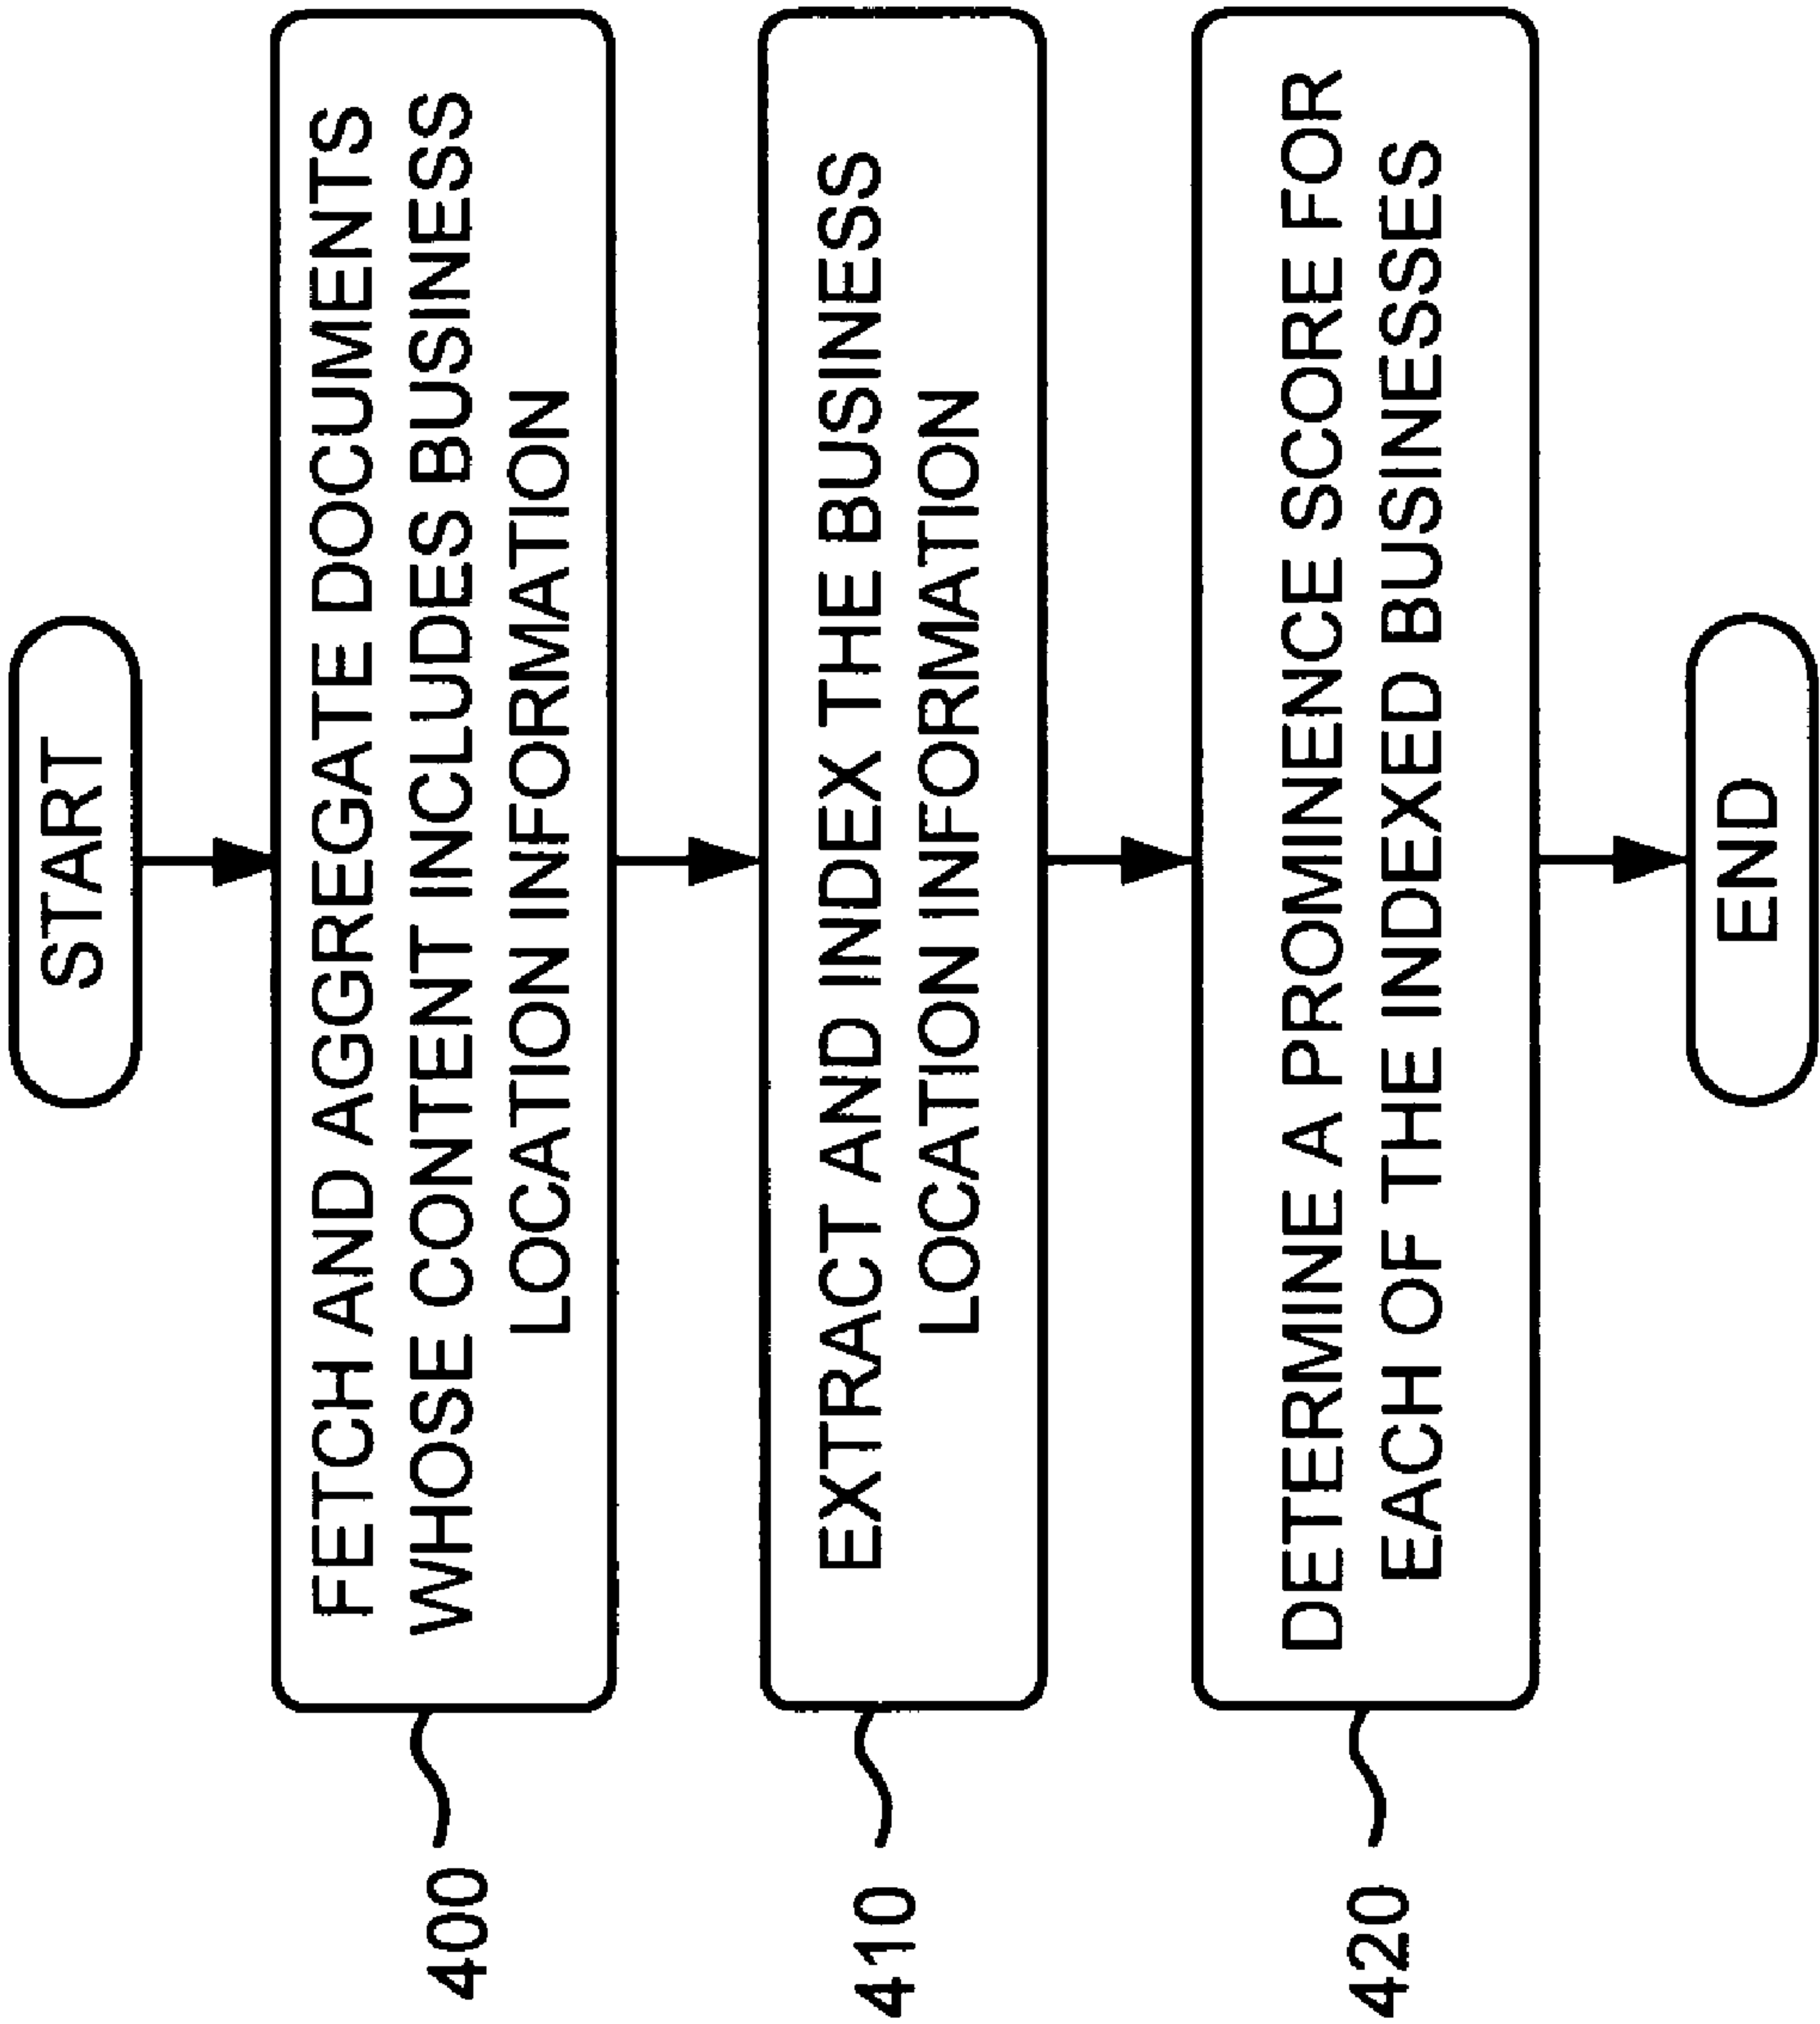 START
FETCH AND AGGREGATE DOCUMENTS
WHOSE CONTENT INCLUDES BUSINESS
LOCATION INFORMATION
400
EXTRACT AND INDEX THE BUSINESS
LOCATION INFORMATION
410
DETERMINE A PROMINENCE SCORE FOR
EACH OF THE INDEXED BUSINESSES
420
END